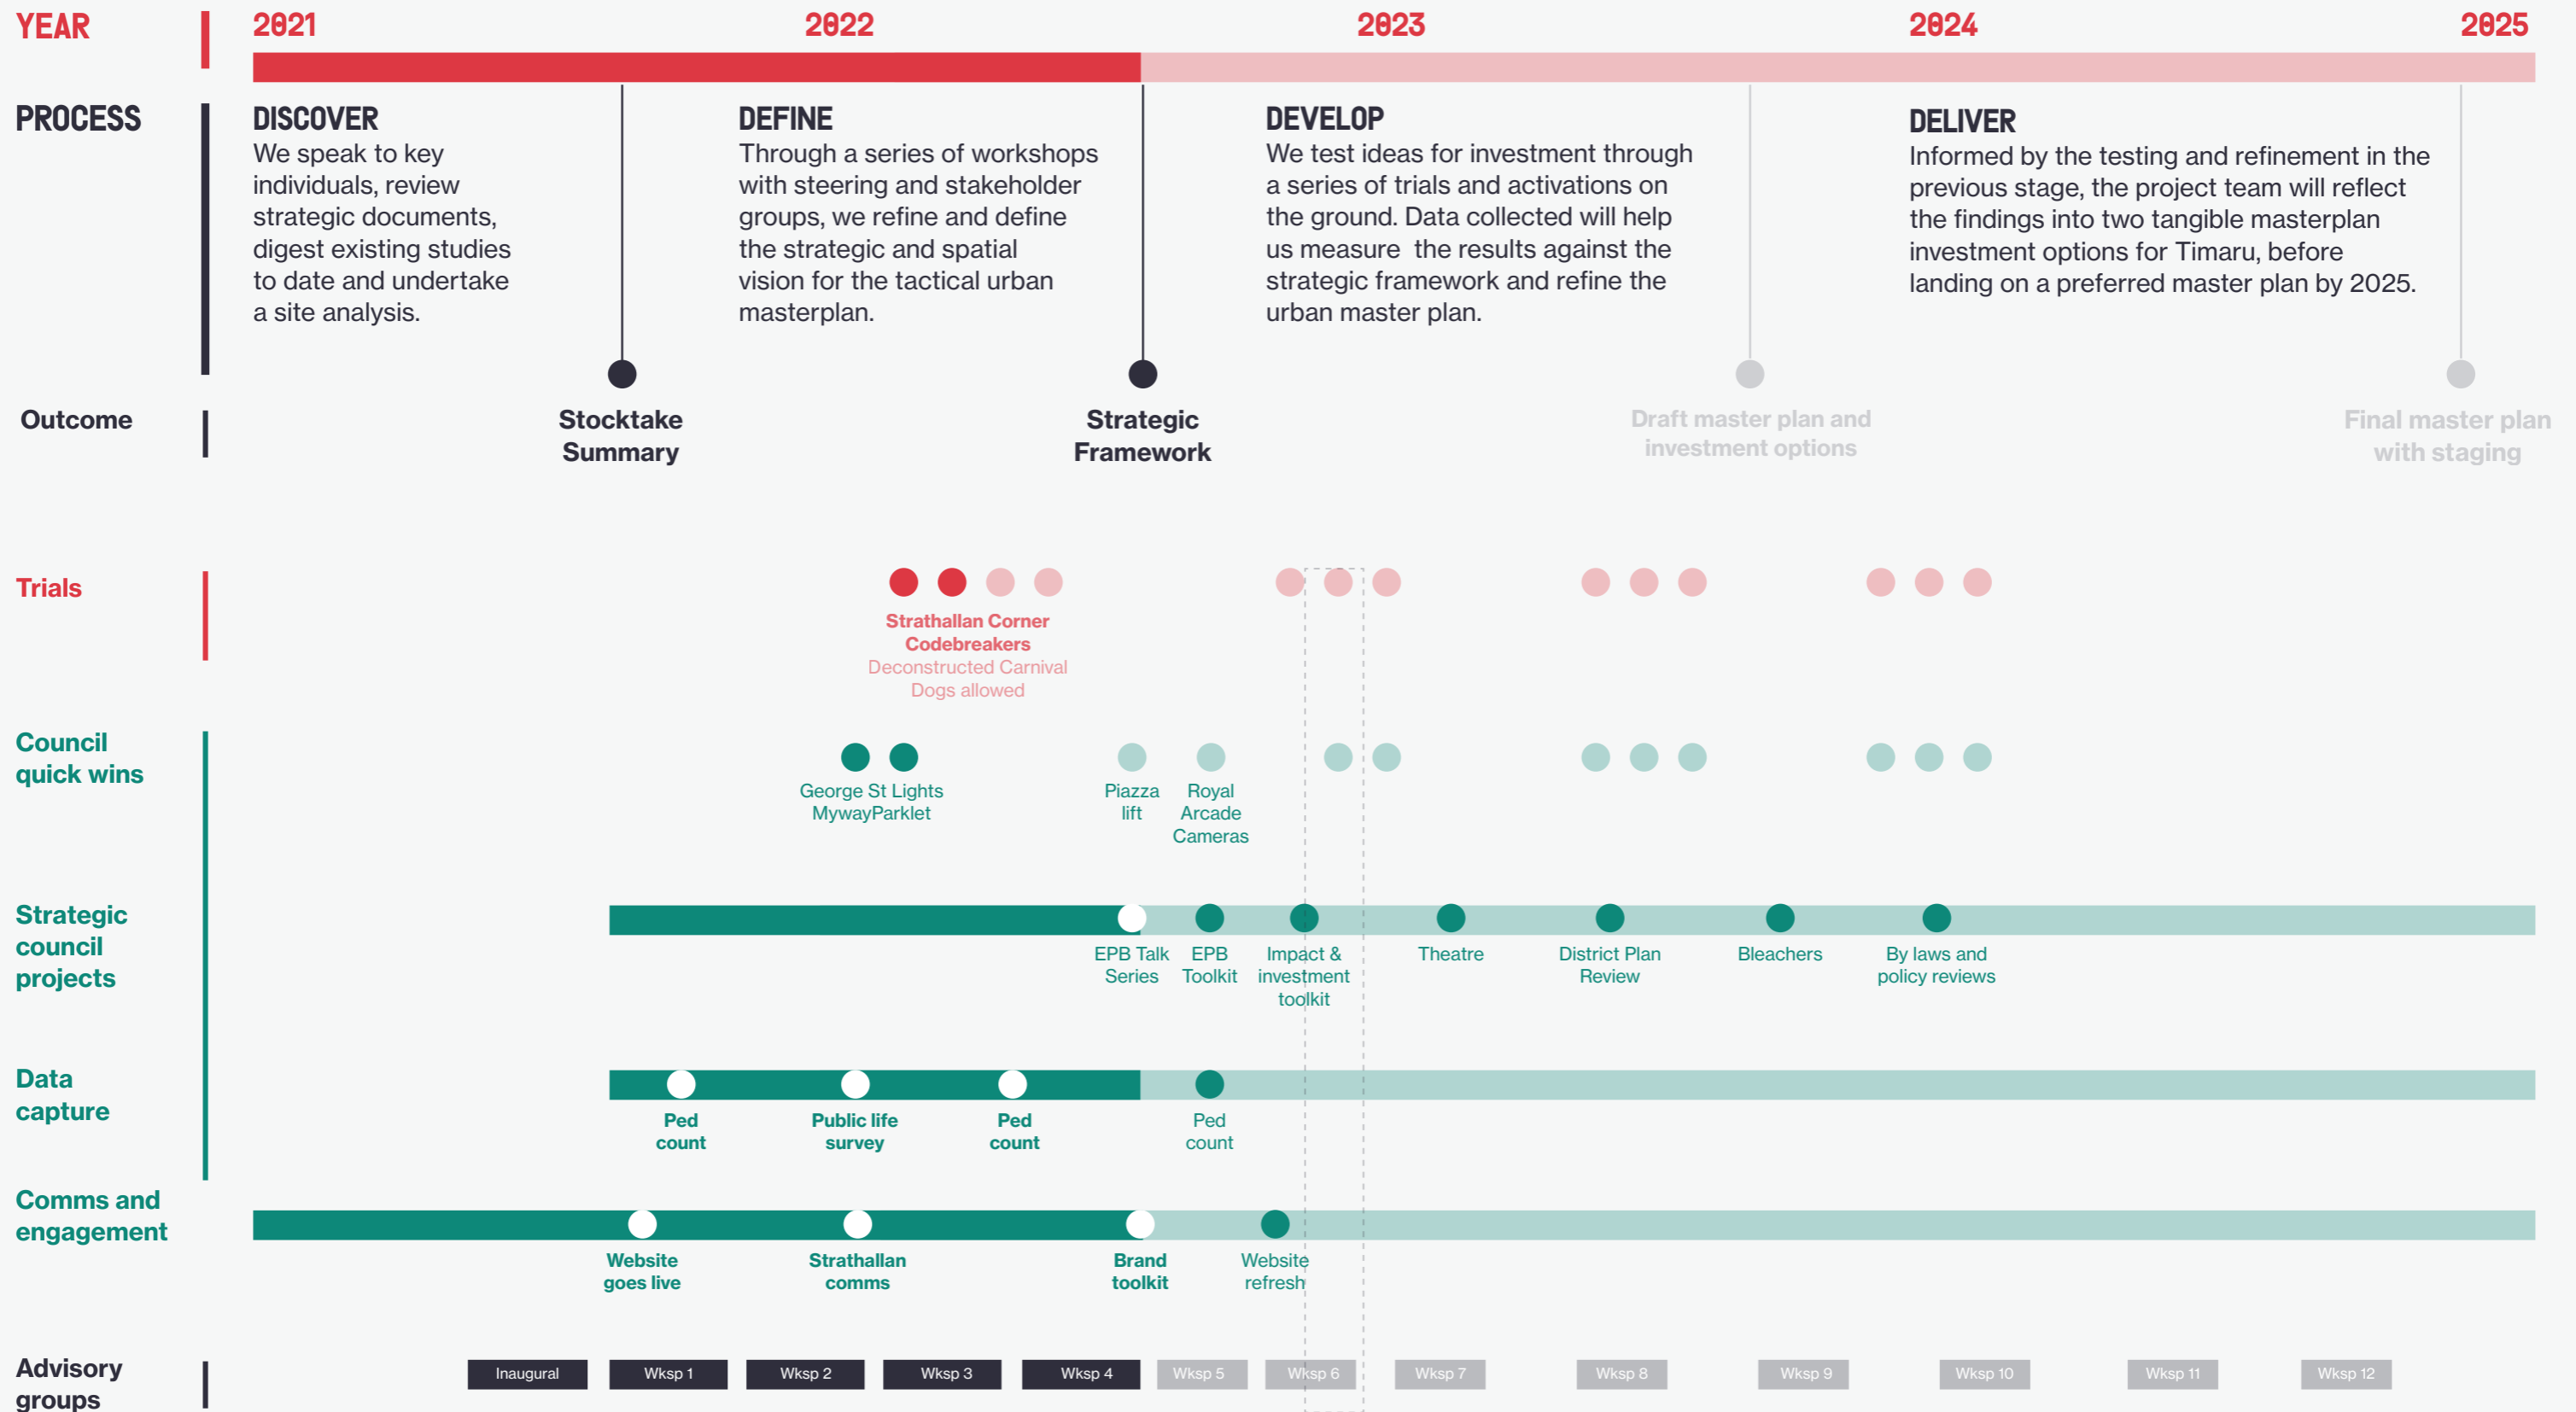 YEAR
2021
2022
2023
2024
2025
PROCESS
DISCOVER
We speak to key
individuals, review
strategic documents,
digest existing studies
to date and undertake
a site analysis.
DEFINE
Through a series of workshops
with steering and stakeholder
groups, we refine and define
the strategic and spatial
vision for the tactical urban
masterplan.
DEVELOP
We test ideas for investment through
a series of trials and activations on
the ground. Data collected will help
us measure  the results against the
strategic framework and refine the
urban master plan.
DELIVER
Informed by the testing and refinement in the
previous stage, the project team will reflect
the findings into two tangible masterplan
investment options for Timaru, before
landing on a preferred master plan by 2025.
Outcome
Stocktake
Summary
Strategic
Framework
Draft master plan and
investment options
Final master plan
with staging
Trials
Strathallan Corner
Codebreakers
Deconstructed Carnival
Dogs allowed
Council
quick wins
George St Lights
MywayParklet
Piazza
lift
Royal
Arcade
Cameras
Strategic
council
projects
EPB Talk
Series
EPB
Toolkit
Impact &
investment
toolkit
Theatre
District Plan
Review
Bleachers
By laws and
policy reviews
Data
capture
Ped
count
Public life
survey
Ped
count
Ped
count
Comms and
engagement
Website
goes live
Strathallan
comms
Brand
toolkit
Website
refresh
Advisory
groups
Inaugural
Wksp 1
Wksp 2
Wksp 3
Wksp 4
Wksp 5
Wksp 6
Wksp 7
Wksp 8
Wksp 9
Wksp 10
Wksp 11
Wksp 12